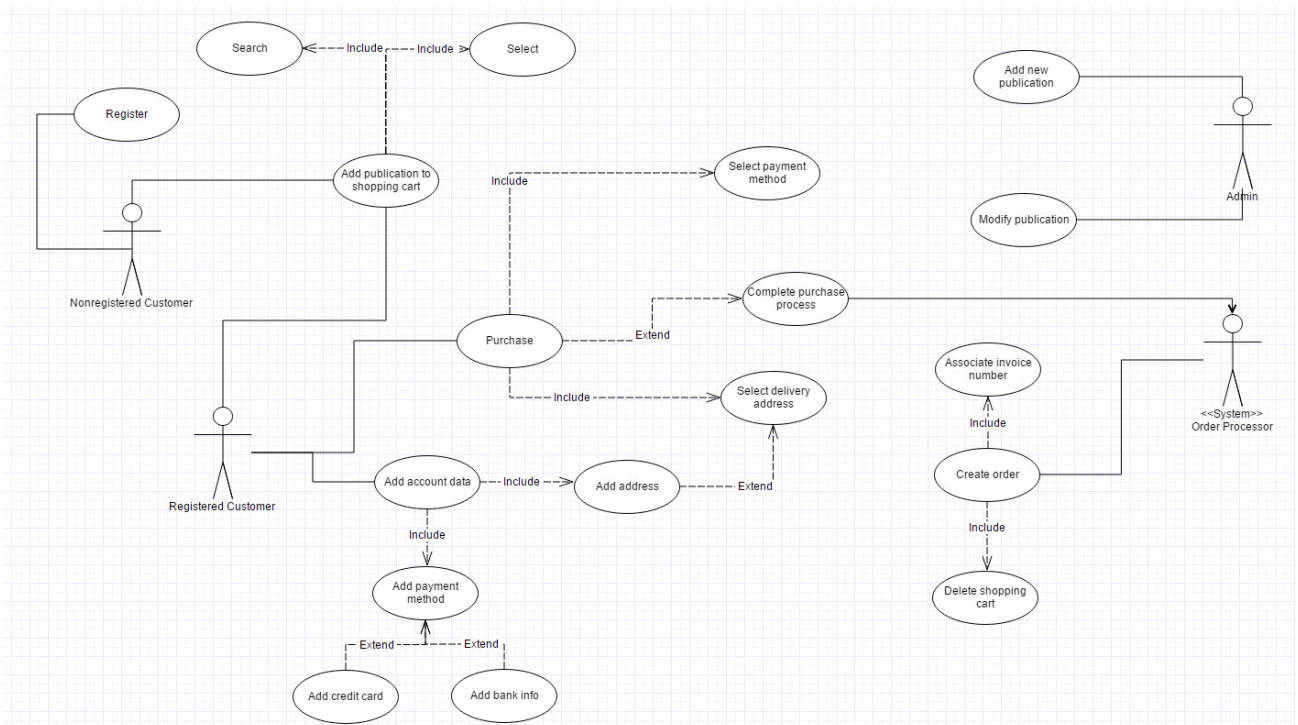 Search
Include
Include
Select
Add new
publication
Register
Add publication to
shopping cart
Select payment
method
Include
Admin
Modify publication
Nonregistered Customer
Complete purchase
process
Purchase
Extend
Associate invoice
number
Select delivery
address
Include
<<System>>
Order Processor
Include
Registered Customer
Add account data
Include
Add address
Extend
Create order
Include
Include
Add payment
method
Delete shopping
cart
Extend
Extend
Add credit card
Add bank info